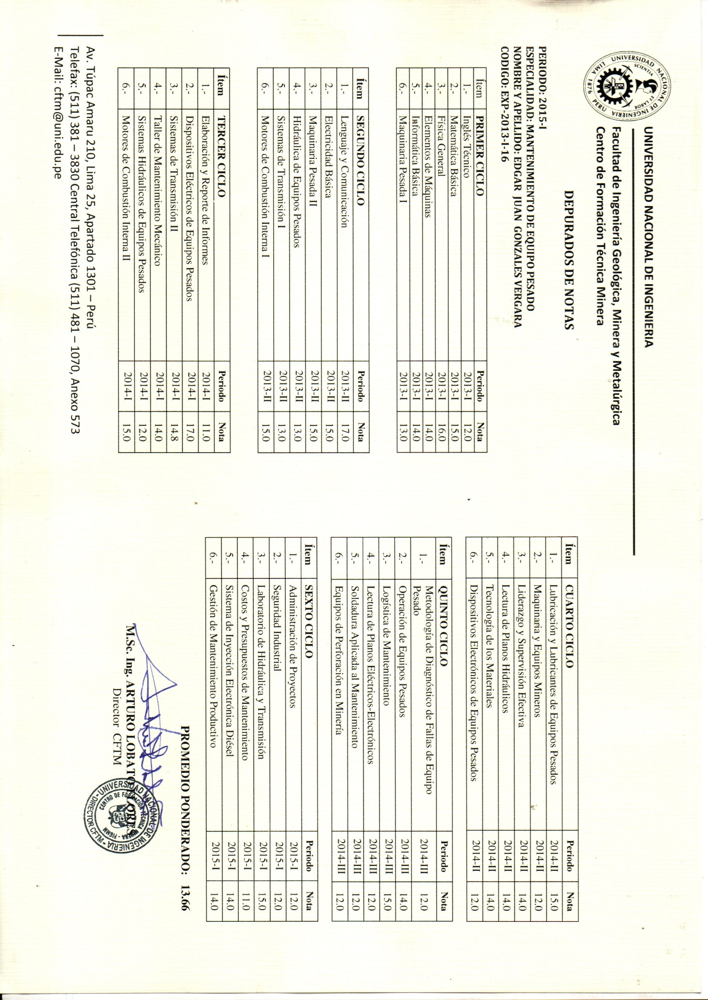 UNIVERSIDAD NACIONAL DE INGENIERIA
Facultad de Ingeniería Geológica, Minera y Metalúrgica
Centro de Formación Técnica Minera
UNIVERSIDAD NACIONAL DE INGENIERIA
SCIENTIA ET LABOR
LIMA 1876 PERU
DEPURADOS DE NOTAS
PERIODO: 2015-I
ESPECIALIDAD: MANTENIMIENTO DE EQUIPO PESADO
NOMBRE Y APELLIDO: EDGAR JUAN GONZALES VERGARA
CODIGO: EXP-2013-I-16
Ítem PRIMER CICLO Periodo Nota
1.- Inglés Técnico 2013-I 12.0
2.- Matemática Básica 2013-I 15.0
3.- Física General 2013-I 16.0
4.- Elementos de Máquinas 2013-I 14.0
5.- Informática Básica 2013-I 14.0
6.- Maquinaria Pesada I 2013-I 13.0
Ítem SEGUNDO CICLO Periodo Nota
1.- Lenguaje y Comunicación 2013-II 17.0
2.- Electricidad Básica 2013-II 15.0
3.- Maquinaria Pesada II 2013-II 15.0
4.- Hidráulica de Equipos Pesados 2013-II 13.0
5.- Sistemas de Transmisión I 2013-II 13.0
6.- Motores de Combustión Interna I 2013-II 15.0
Ítem TERCER CICLO Periodo Nota
1.- Elaboración y Reporte de Informes 2014-I 11.0
2.- Dispositivos Eléctricos de Equipos Pesados 2014-I 17.0
3.- Sistemas de Transmisión II 2014-I 14.8
4.- Taller de Mantenimiento Mecánico 2014-I 14.0
5.- Sistemas Hidráulicos de Equipos Pesados 2014-I 12.0
6.- Motores de Combustión Interna II 2014-I 15.0
Ítem CUARTO CICLO Periodo Nota
1.- Lubricación y Lubricantes de Equipos Pesados 2014-II 15.0
2.- Maquinaria y Equipos Mineros 2014-II 12.0
3.- Liderazgo y Supervisión Efectiva 2014-II 14.0
4.- Lectura de Planos Hidráulicos 2014-II 14.0
5.- Tecnología de los Materiales 2014-II 14.0
6.- Dispositivos Electrónicos de Equipos Pesados 2014-II 12.0
Ítem QUINTO CICLO Periodo Nota
1.- Metodología de Diagnóstico de Fallas de Equipo 2014-III 12.0
Pesado
2.- Operación de Equipos Pesados 2014-III 14.0
3.- Logística de Mantenimiento 2014-III 15.0
4.- Lectura de Planos Eléctricos-Electrónicos 2014-III 12.0
5.- Soldadura Aplicada al Mantenimiento 2014-III 12.0
6.- Equipos de Perforación en Minería 2014-III 12.0
Ítem SEXTO CICLO Periodo Nota
1.- Administración de Proyectos 2015-I 12.0
2.- Seguridad Industrial 2015-I 12.0
3.- Laboratorio de Hidráulica y Transmisión 2015-I 15.0
4.- Costos y Presupuestos de Mantenimiento 2015-I 11.0
5.- Sistema de Inyección Electrónica Diésel 2015-I 14.0
6.- Gestión de Mantenimiento Productivo 2015-I 14.0
PROMEDIO PONDERADO: 13.66
M.Sc. Ing. ARTURO LOBATO FLORES
Director CFTM
UNIVERSIDAD NACIONAL DE INGENIERIA
CENTRO DE FORMACION TECNICA MINERA - FIGMM
DIRECTOR CFTM
Av. Túpac Amaru 210, Lima 25, Apartado 1301 – Perú
Telefax: (511) 381 – 3830 Central Telefónica (511) 481 – 1070, Anexo 573
E-Mail: cftm@uni.edu.pe